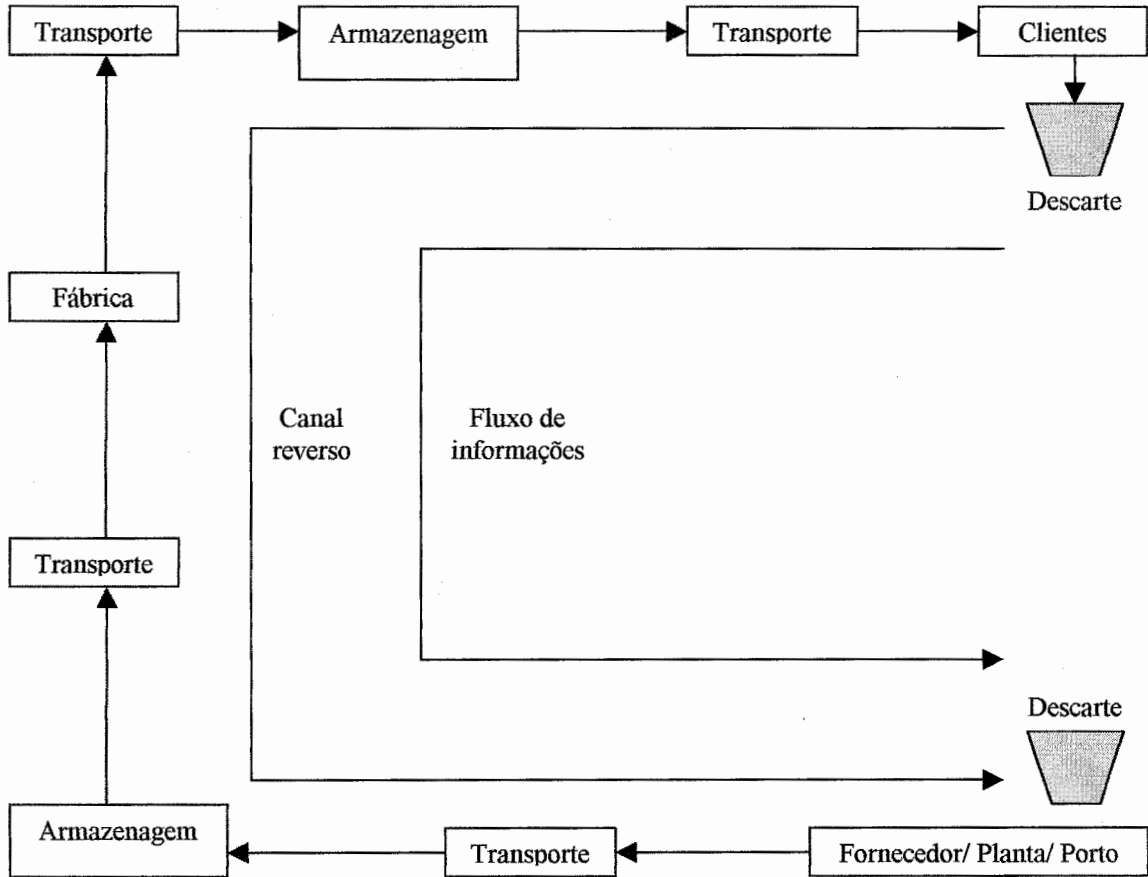 Transporte
Armazenagem
Transporte
Clientes
Descarte
Fábrica
Canal
reverso
Fluxo de
informações
Transporte
Descarte
Armazenagem
Transporte
Fornecedor/ Planta/ Porto